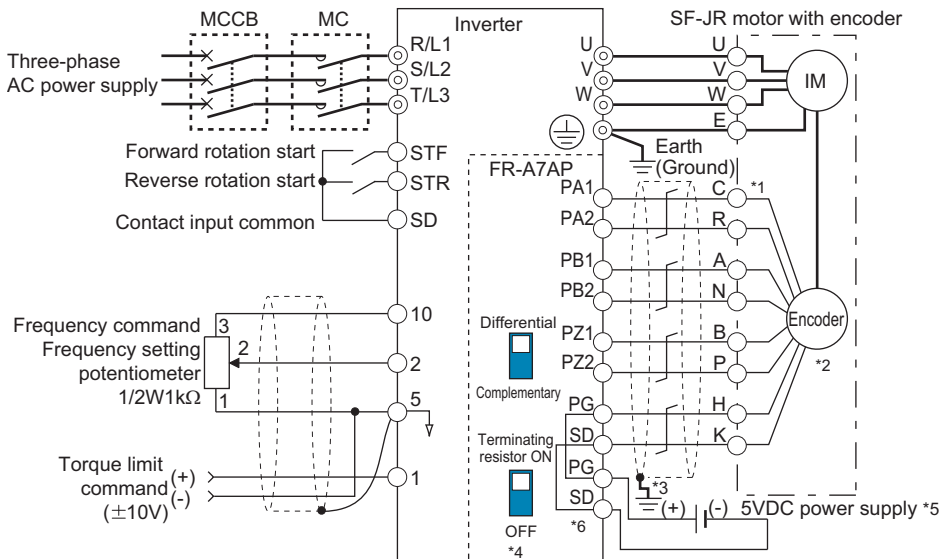 MCCB
MC
Three-phase
AC power supply
R/L1
S/L2
T/L3
Inverter
U
V
W
SF-JR motor with encoder
U
V
W
E
IM
Earth
(Ground)
Forward rotation start
Reverse rotation start
Contact input common
STF
STR
SD
FR-A7AP
PA1
PA2
PB1
PB2
PZ1
PZ2
PG
SD
PG
SD
C
*1
R
A
N
B
P
H
K
Encoder
*2
Differential
Complementary
Terminating
resistor ON
OFF
*4
*6
*3
(+)
(-)
5VDC power supply *5
Frequency command
Frequency setting
potentiometer
1/2W1kΩ
3
2
1
10
2
5
1
Torque limit
command
(±10V)
(+)
(-)